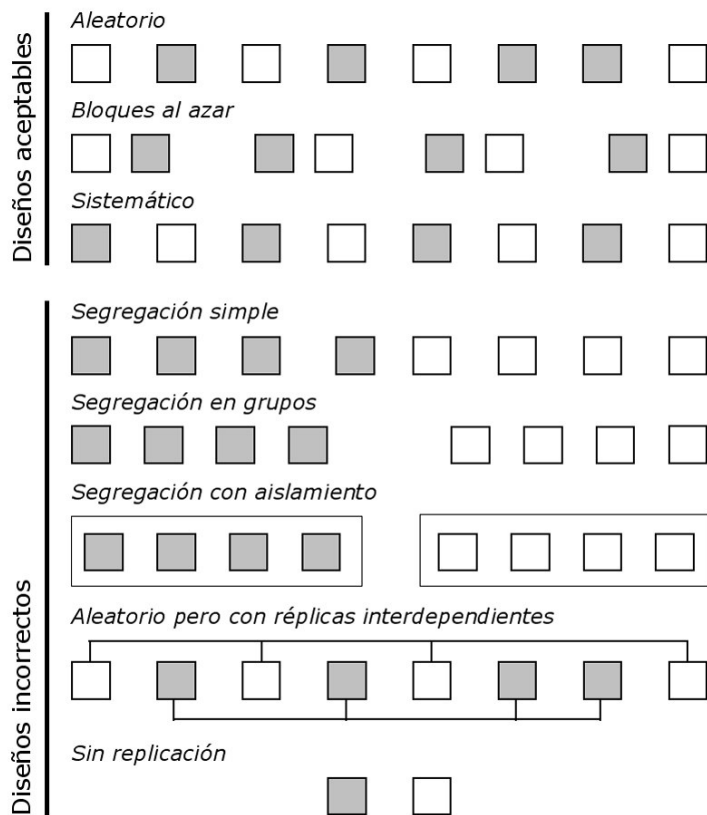 Diseños aceptables
Aleatorio
Bloques al azar
Sistemático
Diseños incorrectos
Segregación simple
Segregación en grupos
Segregación con aislamiento
Aleatorio pero con réplicas interdependientes
Sin replicación